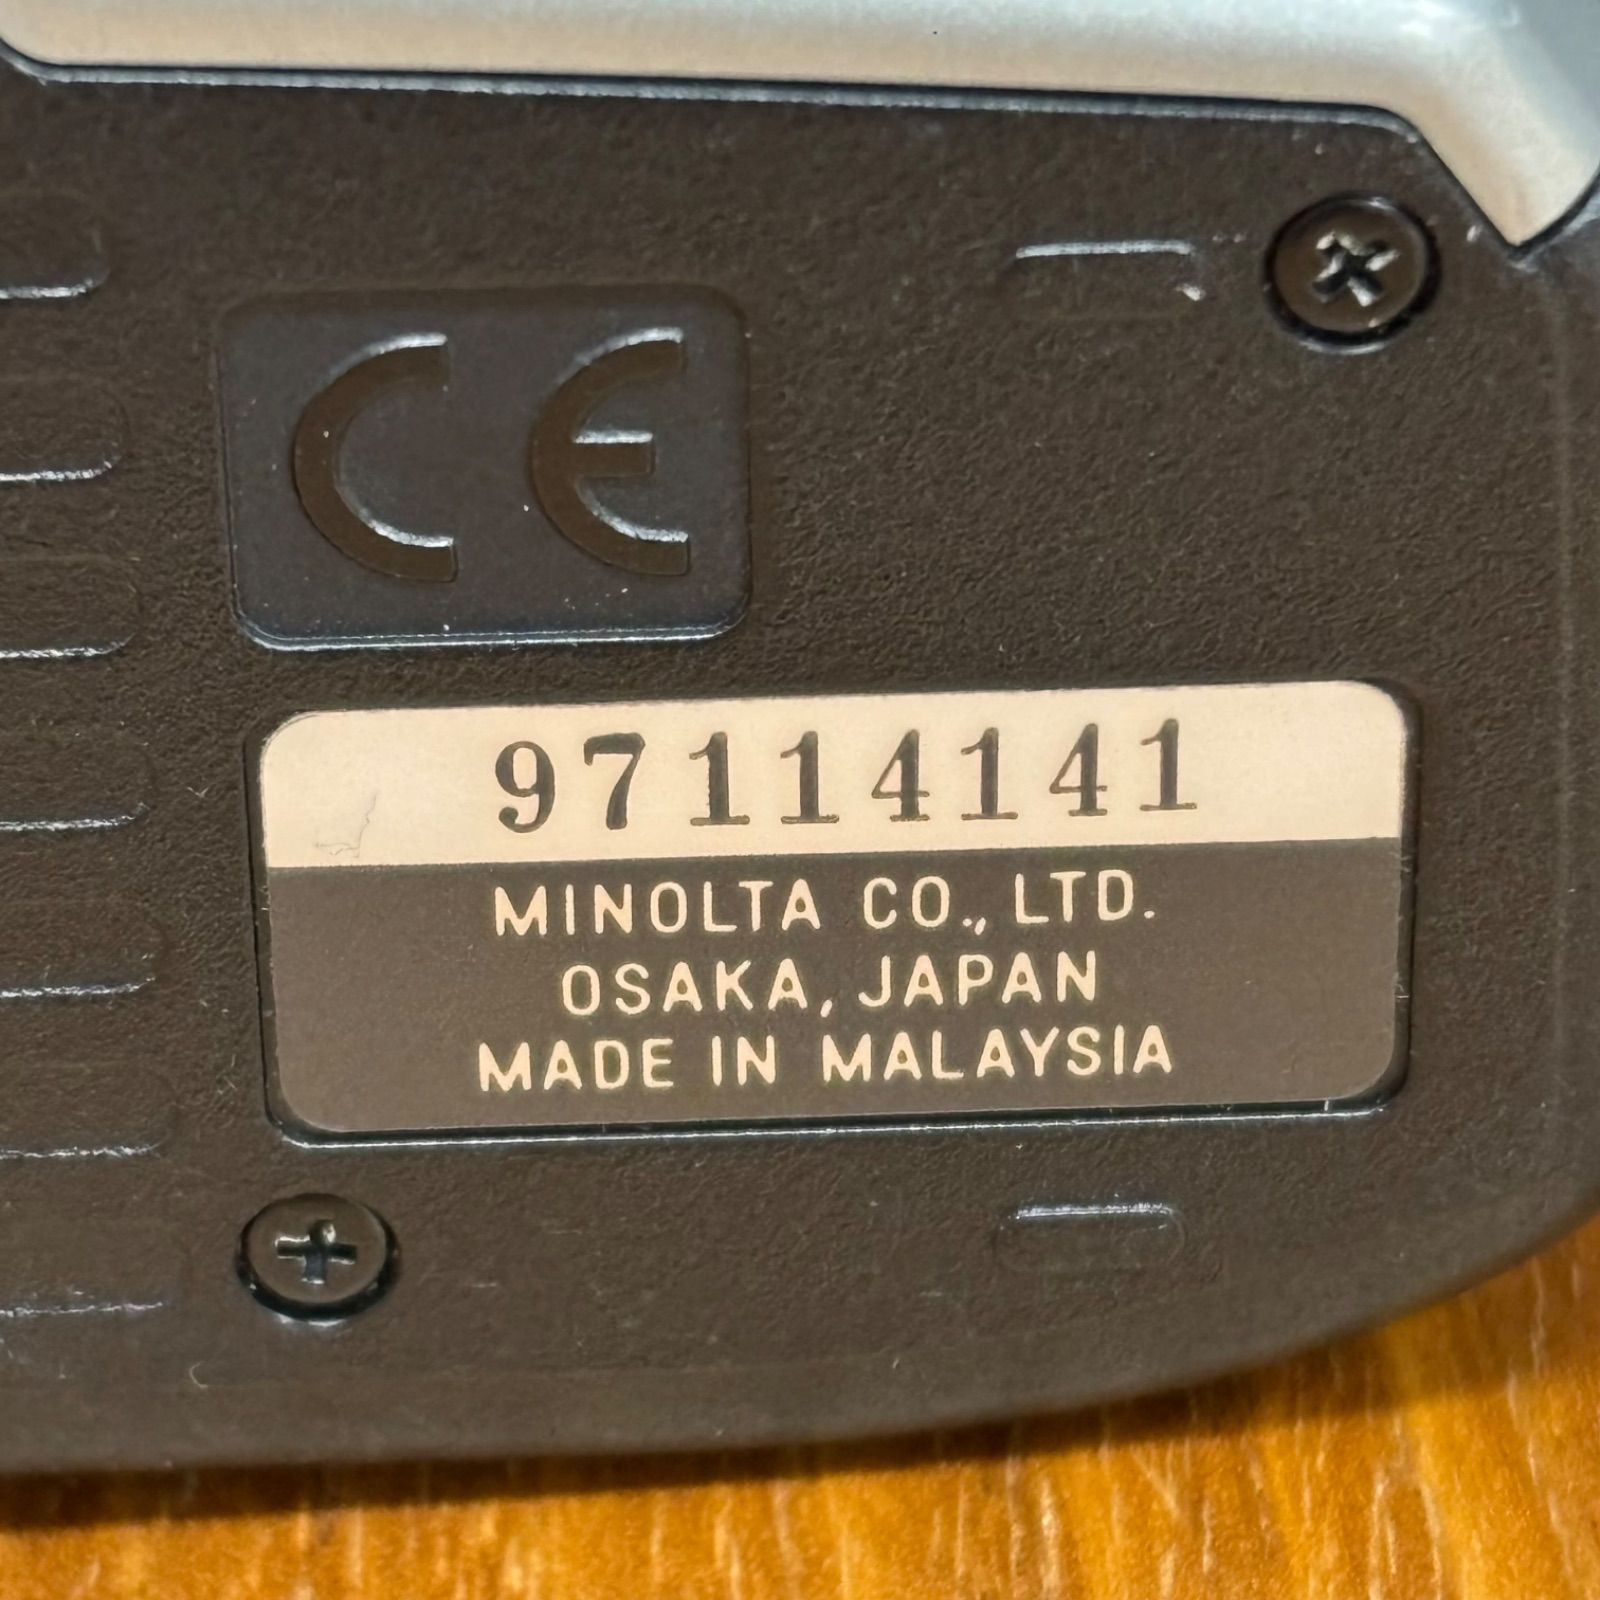 CE
97114141
MINOLTA CO., LTD.
OSAKA, JAPAN
MADE IN MALAYSIA